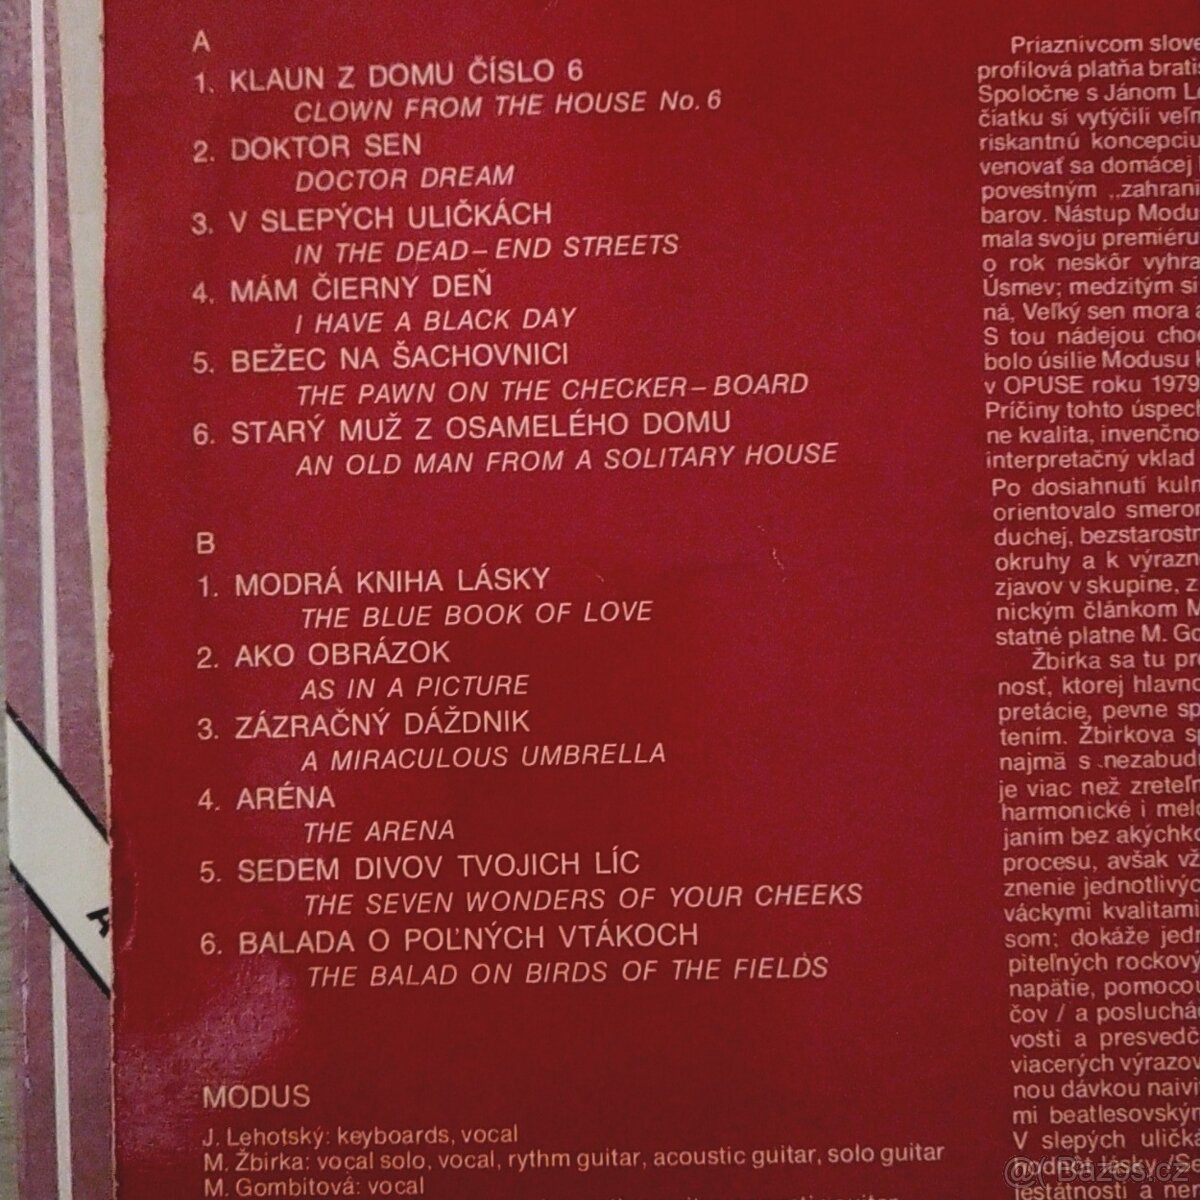 A
1. KLAUN Z DOMU ČÍSLO 6
CLOWN FROM THE HOUSE No. 6
2. DOKTOR SEN
DOCTOR DREAM
3. V SLEPÝCH ULIČKÁCH
IN THE DEAD–END STREETS
4. MÁM ČIERNY DEŇ
I HAVE A BLACK DAY
5. BEŽEC NA ŠACHOVNICI
THE PAWN ON THE CHECKER–BOARD
6. STARÝ MUŽ Z OSAMELÉHO DOMU
AN OLD MAN FROM A SOLITARY HOUSE
B
1. MODRÁ KNIHA LÁSKY
THE BLUE BOOK OF LOVE
2. AKO OBRÁZOK
AS IN A PICTURE
3. ZÁZRAČNÝ DÁŽDNIK
A MIRACULOUS UMBRELLA
4. ARÉNA
THE ARENA
5. SEDEM DIVOV TVOJICH LÍC
THE SEVEN WONDERS OF YOUR CHEEKS
6. BALADA O POĽNÝCH VTÁKOCH
THE BALAD ON BIRDS OF THE FIELDS
MODUS
J. Lehotský: keyboards, vocal
M. Žbirka: vocal solo, vocal, rythm guitar, acoustic guitar, solo guitar
M. Gombitová: vocal
Priaznivcom slove
profilová platňa bratis
Spoločne s Jánom Le
čiatku si vytýčili veľm
riskantnú koncepciu
venovať sa domácej
povestným „zahrani
barov. Nástup Modu
mala svoju premiéru
o rok neskôr vyhra
Úsmev; medzitým si
ná, Veľký sen mora a
S tou nádejou chod
bolo úsilie Modusu
v OPUSE roku 1979
Príčiny tohto úspech
ne kvalita, invenčno
interpretačný vklad
Po dosiahnutí kulm
orientovalo smerom
duchej, bezstarostn
okruhy a k výrazn
zjavov v skupine, z
nickým článkom M
statné platne M. Go
Žbirka sa tu pre
nosť, ktorej hlavno
pretácie, pevne sp
tením. Žbirkova sp
najmä s nezabudn
je viac než zreteľn
harmonické i melo
janím bez akýchko
procesu, avšak vž
znenie jednotlivýc
váckymi kvalitami
som: dokáže jedn
piteľných rockový
napätie, pomocou
čov / a poslucháč
vosti a presvedč
viacerých výrazov
nou dávkou naivi
mi beatlesovským
V slepých uličká
hodnôt lásky /Se
lestátnosti a ner
Bazos.cz